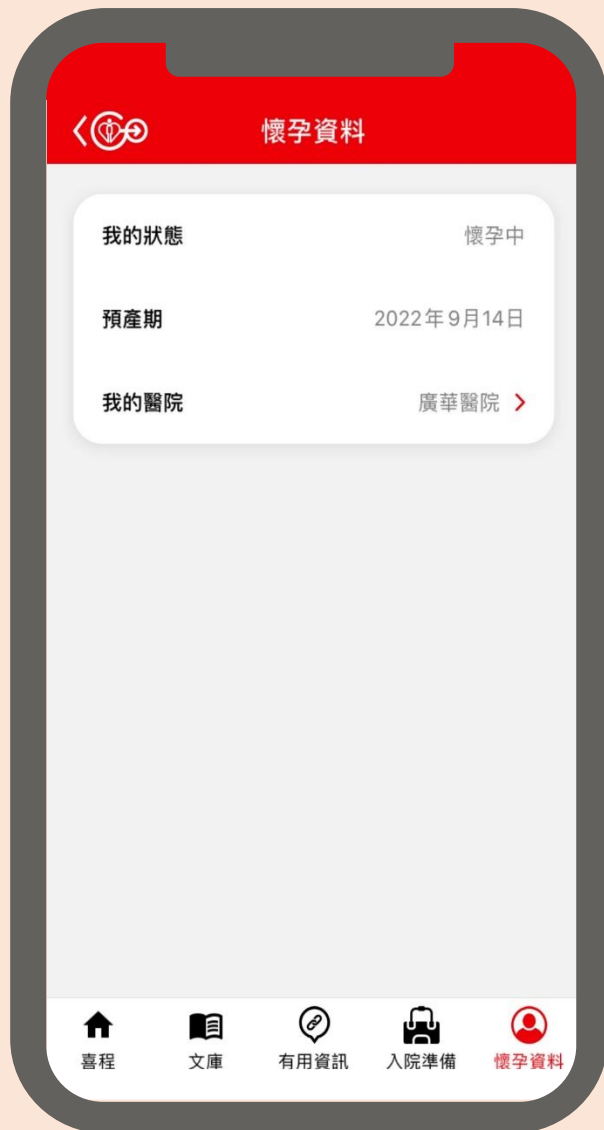 懷孕資料
我的狀態 懷孕中
預產期 2022年9月14日
我的醫院 廣華醫院
喜程 文庫 有用資訊 入院準備 懷孕資料